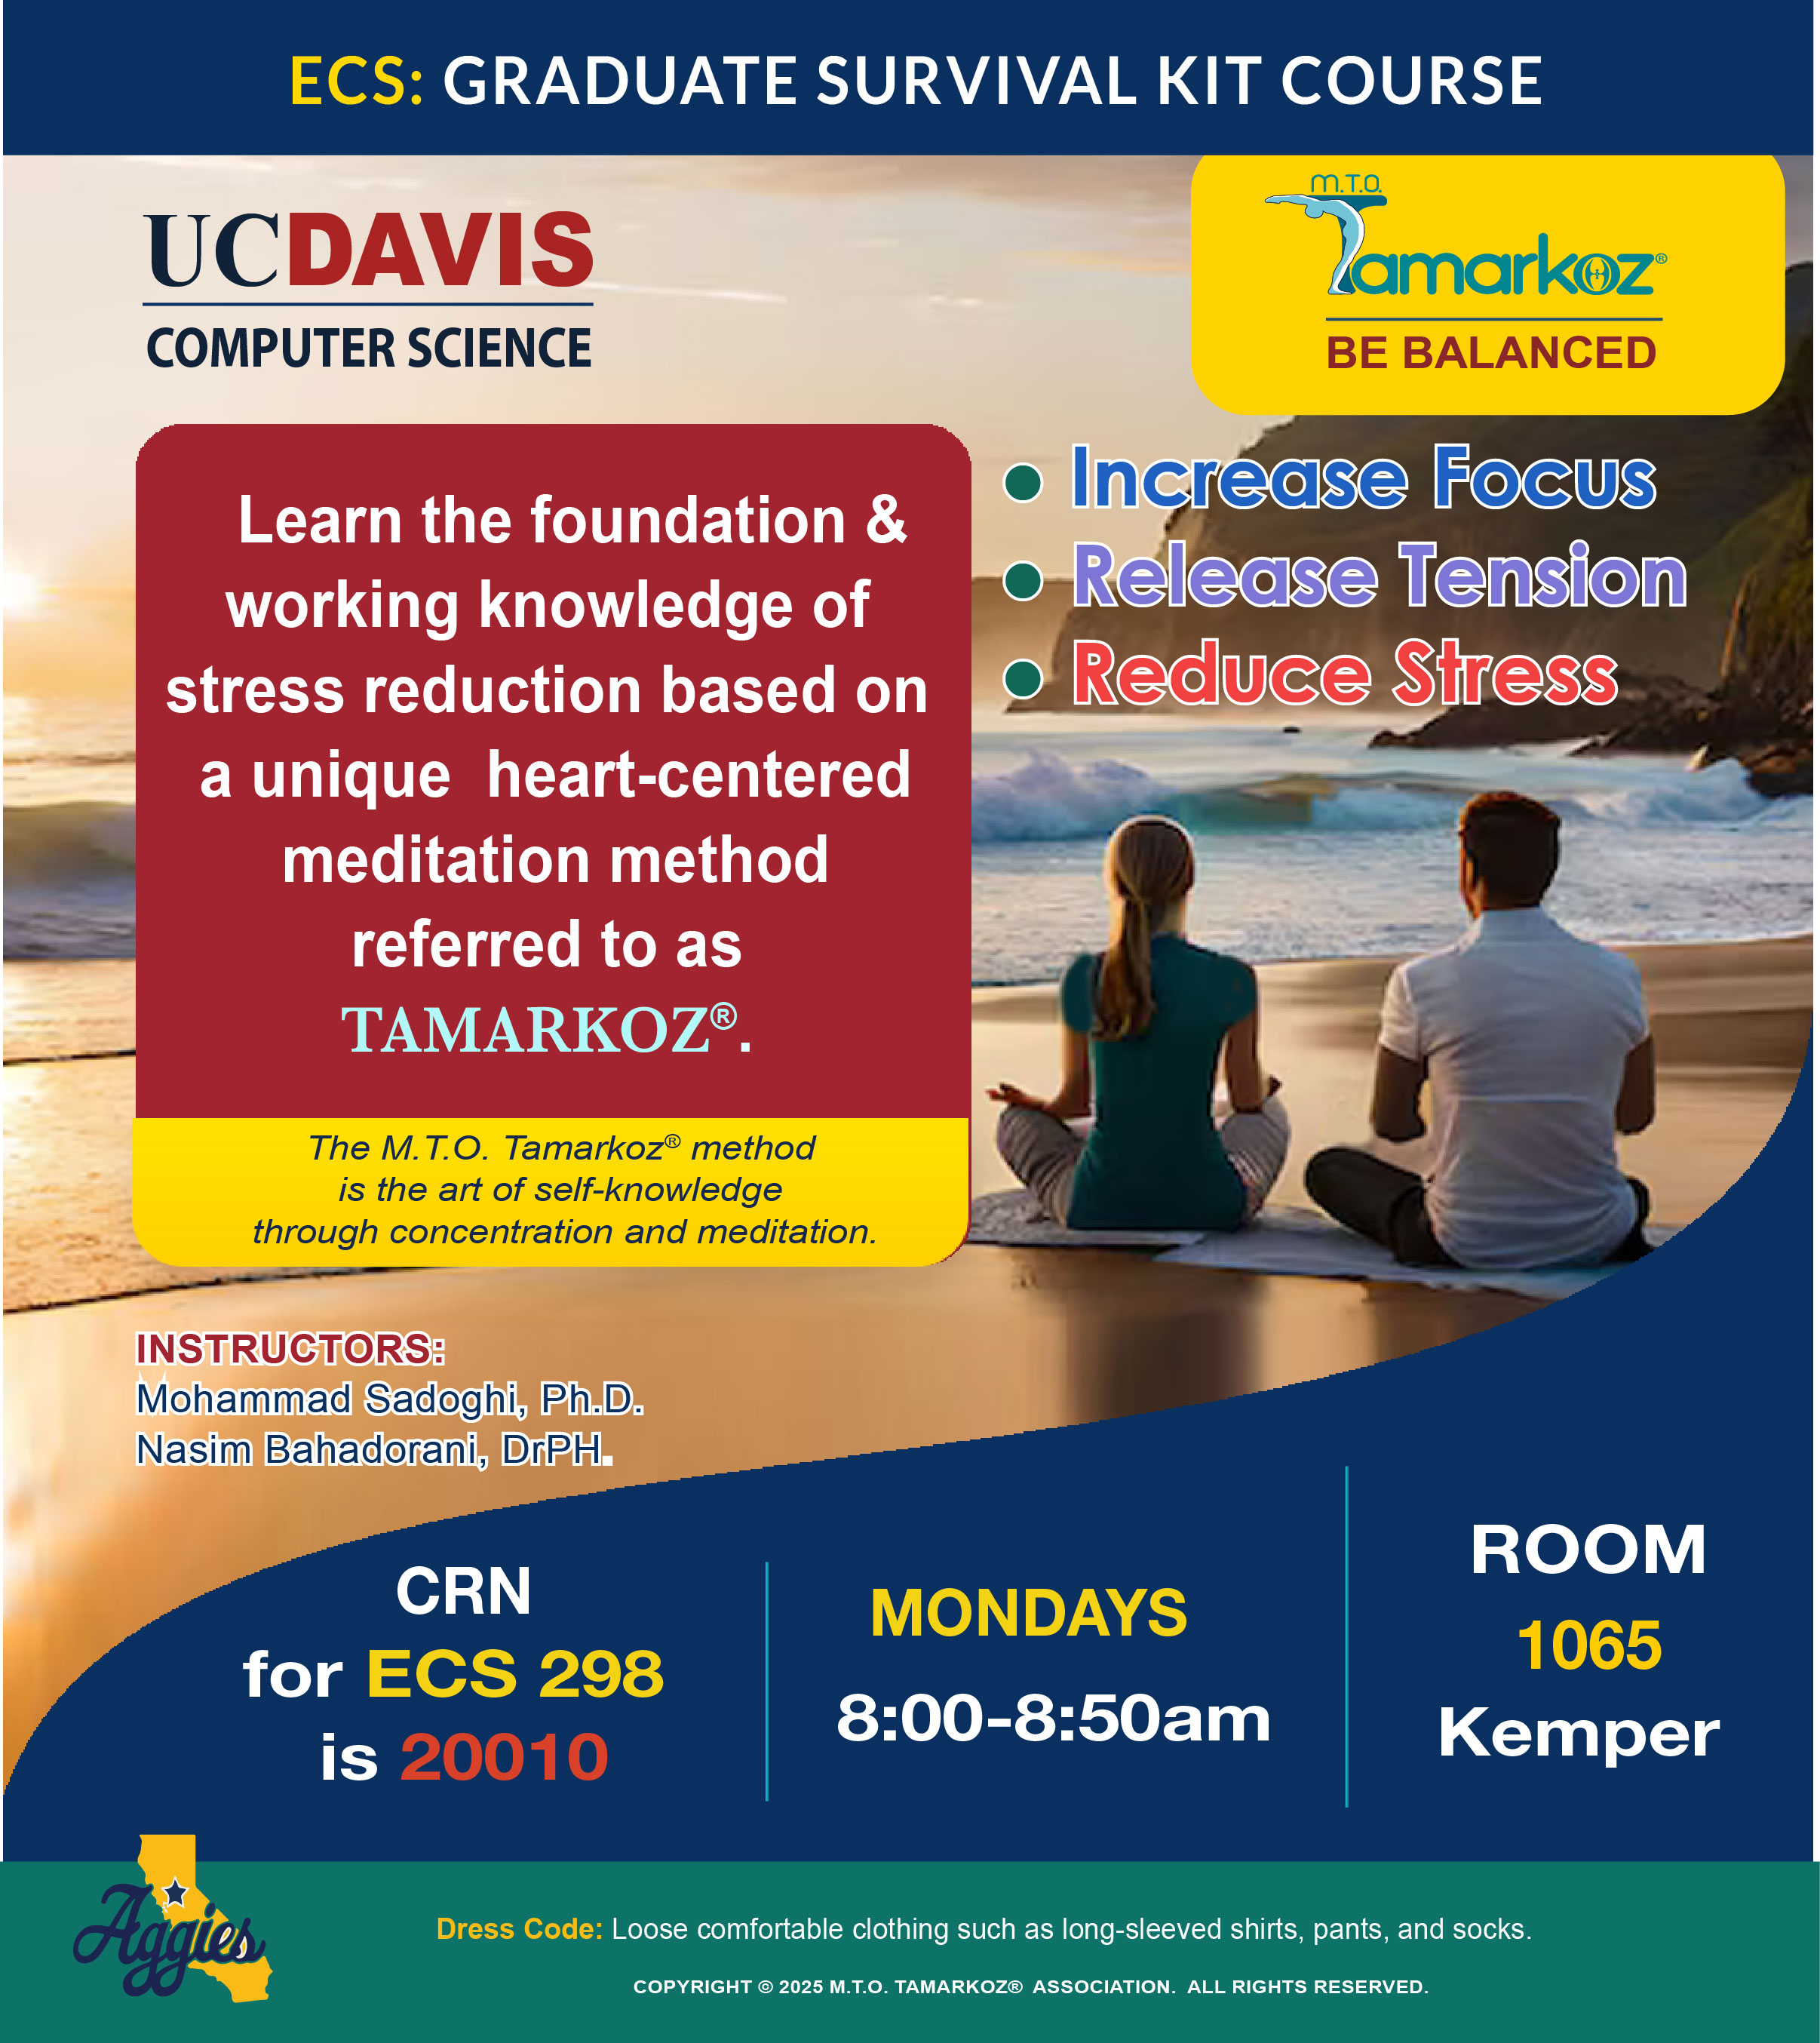 ECS: GRADUATE SURVIVAL KIT COURSE
UCDAVIS
COMPUTER SCIENCE
M.T.O.
Tamarkoz®
BE BALANCED
Learn the foundation &
working knowledge of
stress reduction based on
a unique heart-centered
meditation method
referred to as
TAMARKOZ®.
The M.T.O. Tamarkoz® method
is the art of self-knowledge
through concentration and meditation.
• Increase Focus
• Release Tension
• Reduce Stress
INSTRUCTORS:
Mohammad Sadoghi, Ph.D.
Nasim Bahadorani, DrPH.
CRN
for ECS 298
is 20010
MONDAYS
8:00-8:50am
ROOM
1065
Kemper
Aggies
Dress Code: Loose comfortable clothing such as long-sleeved shirts, pants, and socks.
COPYRIGHT © 2025 M.T.O. TAMARKOZ® ASSOCIATION. ALL RIGHTS RESERVED.